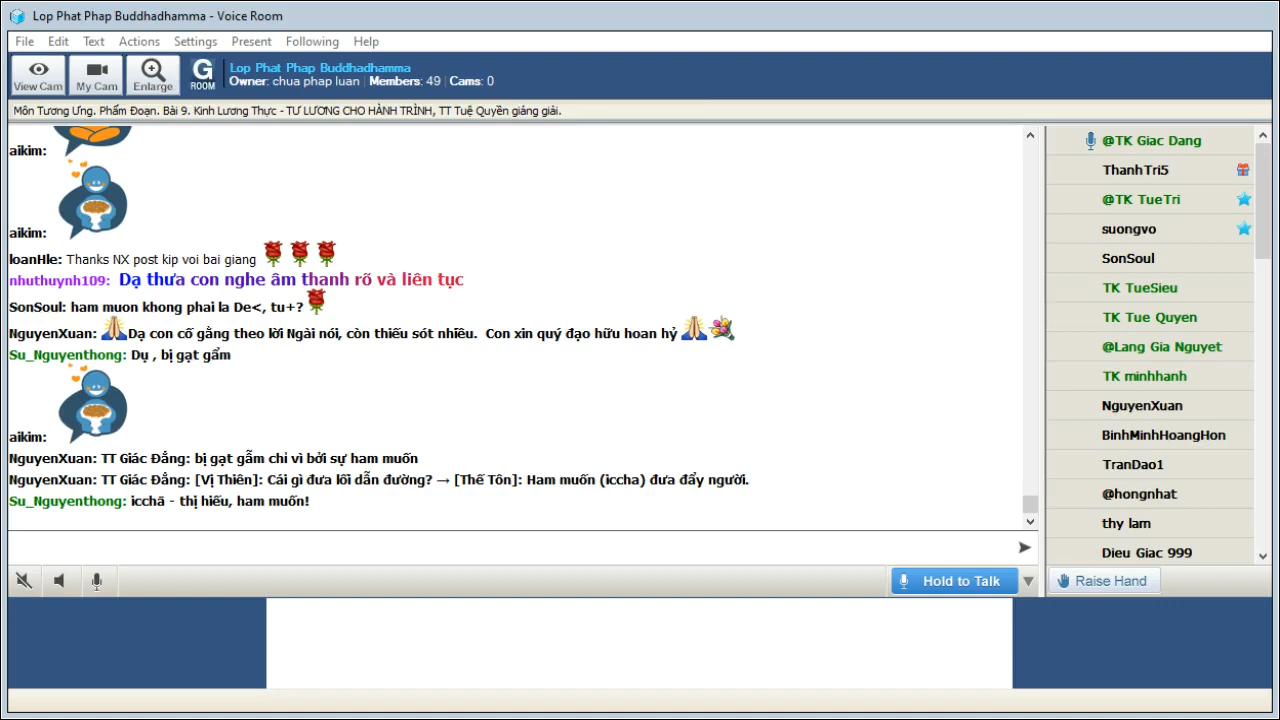 Lop Phat Phap Buddhadhamma - Voice Room
File Edit Text Actions Settings Present Following Help
View Cam
My Cam
Enlarge
G ROOM
Lop Phat Phap Buddhadhamma
Owner: chua phap luan | Members: 49 | Cams: 0
Môn Tương Ưng. Phẩm Đoạn. Bài 9. Kinh Lương Thực - TƯ LƯƠNG CHO HÀNH TRÌNH, TT Tuệ Quyền giảng giải.
aikim:
aikim:
loanHle: Thanks NX post kip voi bai giang
nhuthuynh109: Dạ thưa con nghe âm thanh rõ và liên tục
SonSoul: ham muon khong phai la De<, tu+?
NguyenXuan: Dạ con cố gắng theo lời Ngài nói, còn thiếu sót nhiều. Con xin quý đạo hữu hoan hỷ
Su_Nguyenthong: Dụ , bị gạt gẩm
aikim:
NguyenXuan: TT Giác Đẳng: bị gạt gẫm chỉ vì bởi sự ham muốn
NguyenXuan: TT Giác Đẳng: [Vị Thiên]: Cái gì đưa lối dẫn đường? → [Thế Tôn]: Ham muốn (iccha) đưa đẩy người.
Su_Nguyenthong: icchā - thị hiếu, ham muốn!
@TK Giac Dang
ThanhTri5
@TK TueTri
suongvo
SonSoul
TK TueSieu
TK Tue Quyen
@Lang Gia Nguyet
TK minhhanh
NguyenXuan
BinhMinhHoangHon
TranDao1
@hongnhat
thy lam
Dieu Giac 999
Hold to Talk
Raise Hand